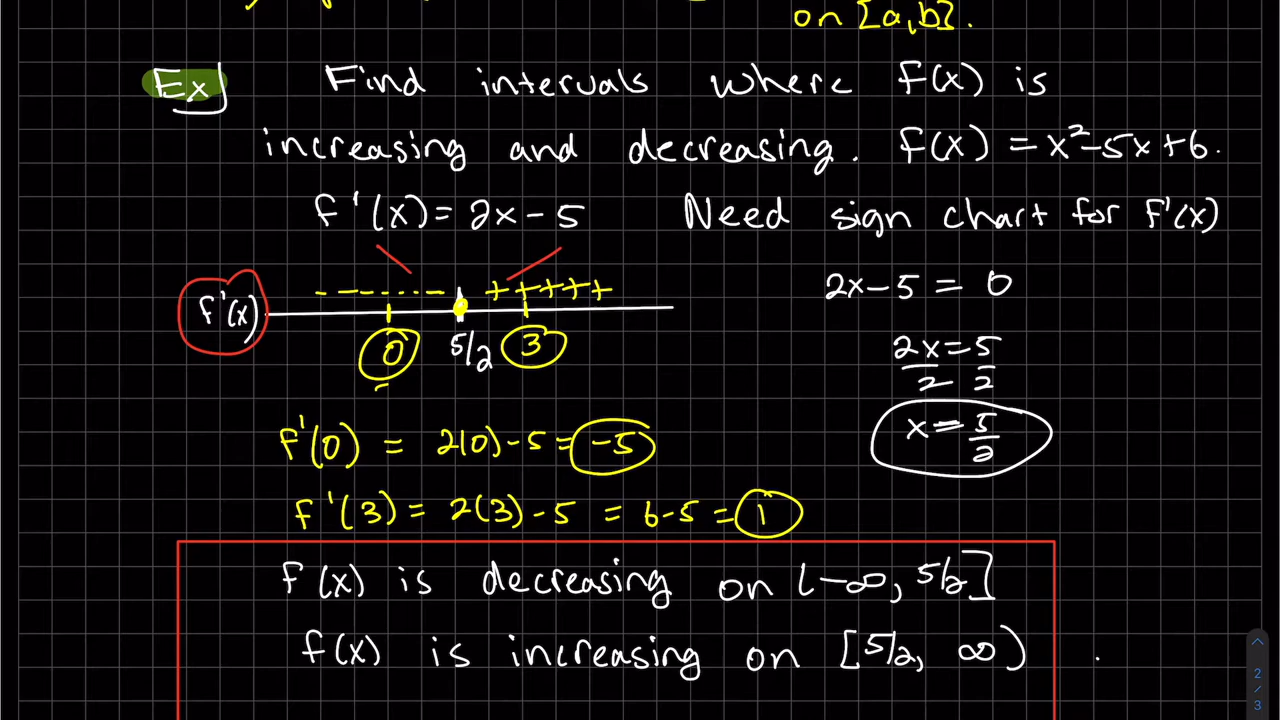 on [a,b].
Ex Find intervals where f(x) is
increasing and decreasing. f(x) = x²-5x+6.
f'(x) = 2x - 5 Need sign chart for f'(x)
2x-5 = 0
- - - - - - - - + + + + +
f'(x)
0 5/2 3
2x = 5
2 2
x = 5/2
f'(0) = 2(0)-5 = -5
f'(3) = 2(3)-5 = 6-5 = 1
f(x) is decreasing on (-∞, 5/2]
f(x) is increasing on [5/2, ∞).
2/3